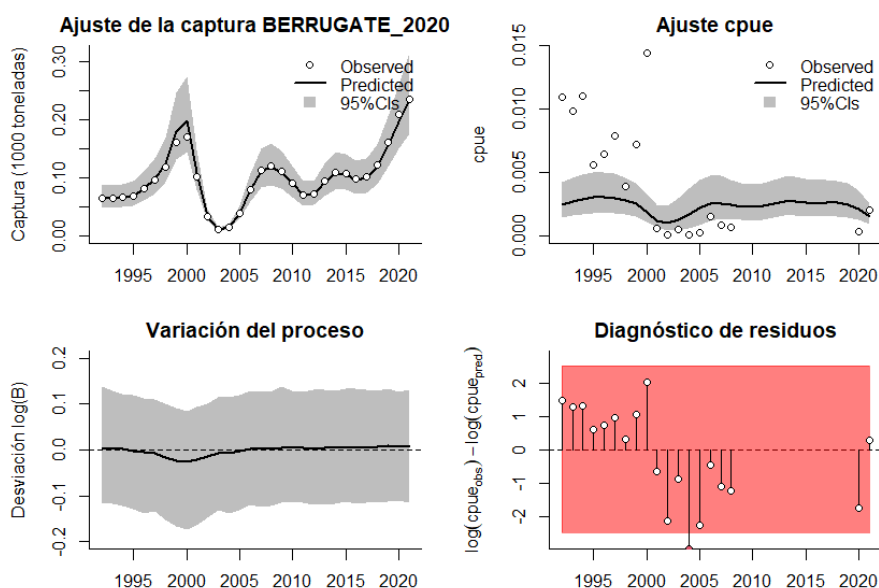 Ajuste de la captura BERRUGATE_2020
Captura (1000 toneladas)
0.30
0.20
0.10
0.00
Observed
Predicted
95%CIs
1995 2000 2005 2010 2015 2020
Ajuste cpue
cpue
0.015
0.010
0.005
0.000
Observed
Predicted
95%CIs
1995 2000 2005 2010 2015 2020
Variación del proceso
Desviación log(B)
0.2
0.1
0.0
-0.1
-0.2
1995 2000 2005 2010 2015 2020
Diagnóstico de residuos
log(cpue_obs) − log(cpue_pred)
2
1
0
-1
-2
1995 2000 2005 2010 2015 2020